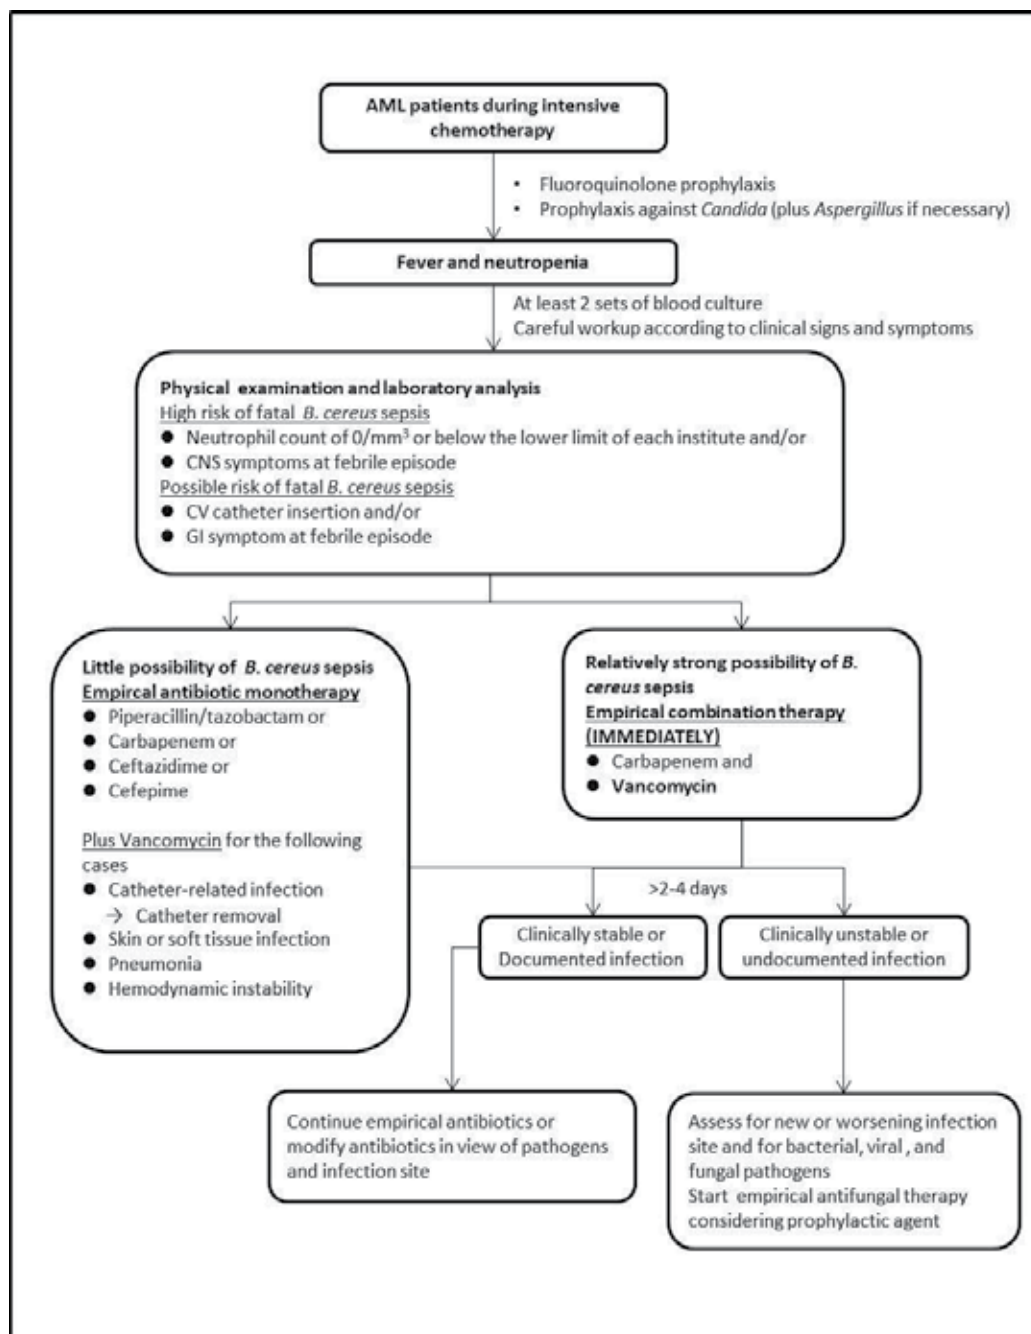 AML patients during intensive
chemotherapy
• Fluoroquinolone prophylaxis
• Prophylaxis against Candida (plus Aspergillus if necessary)
Fever and neutropenia
At least 2 sets of blood culture
Careful workup according to clinical signs and symptoms
Physical examination and laboratory analysis
High risk of fatal B. cereus sepsis
● Neutrophil count of 0/mm³ or below the lower limit of each institute and/or
● CNS symptoms at febrile episode
Possible risk of fatal B. cereus sepsis
● CV catheter insertion and/or
● GI symptom at febrile episode
Little possibility of B. cereus sepsis
Empircal antibiotic monotherapy
● Piperacillin/tazobactam or
● Carbapenem or
● Ceftazidime or
● Cefepime
Plus Vancomycin for the following
cases
● Catheter-related infection
→ Catheter removal
● Skin or soft tissue infection
● Pneumonia
● Hemodynamic instability
Relatively strong possibility of B.
cereus sepsis
Empirical combination therapy
(IMMEDIATELY)
● Carbapenem and
● Vancomycin
>2-4 days
Clinically stable or
Documented infection
Clinically unstable or
undocumented infection
Continue empirical antibiotics or
modify antibiotics in view of pathogens
and infection site
Assess for new or worsening infection
site and for bacterial, viral , and
fungal pathogens
Start empirical antifungal therapy
considering prophylactic agent